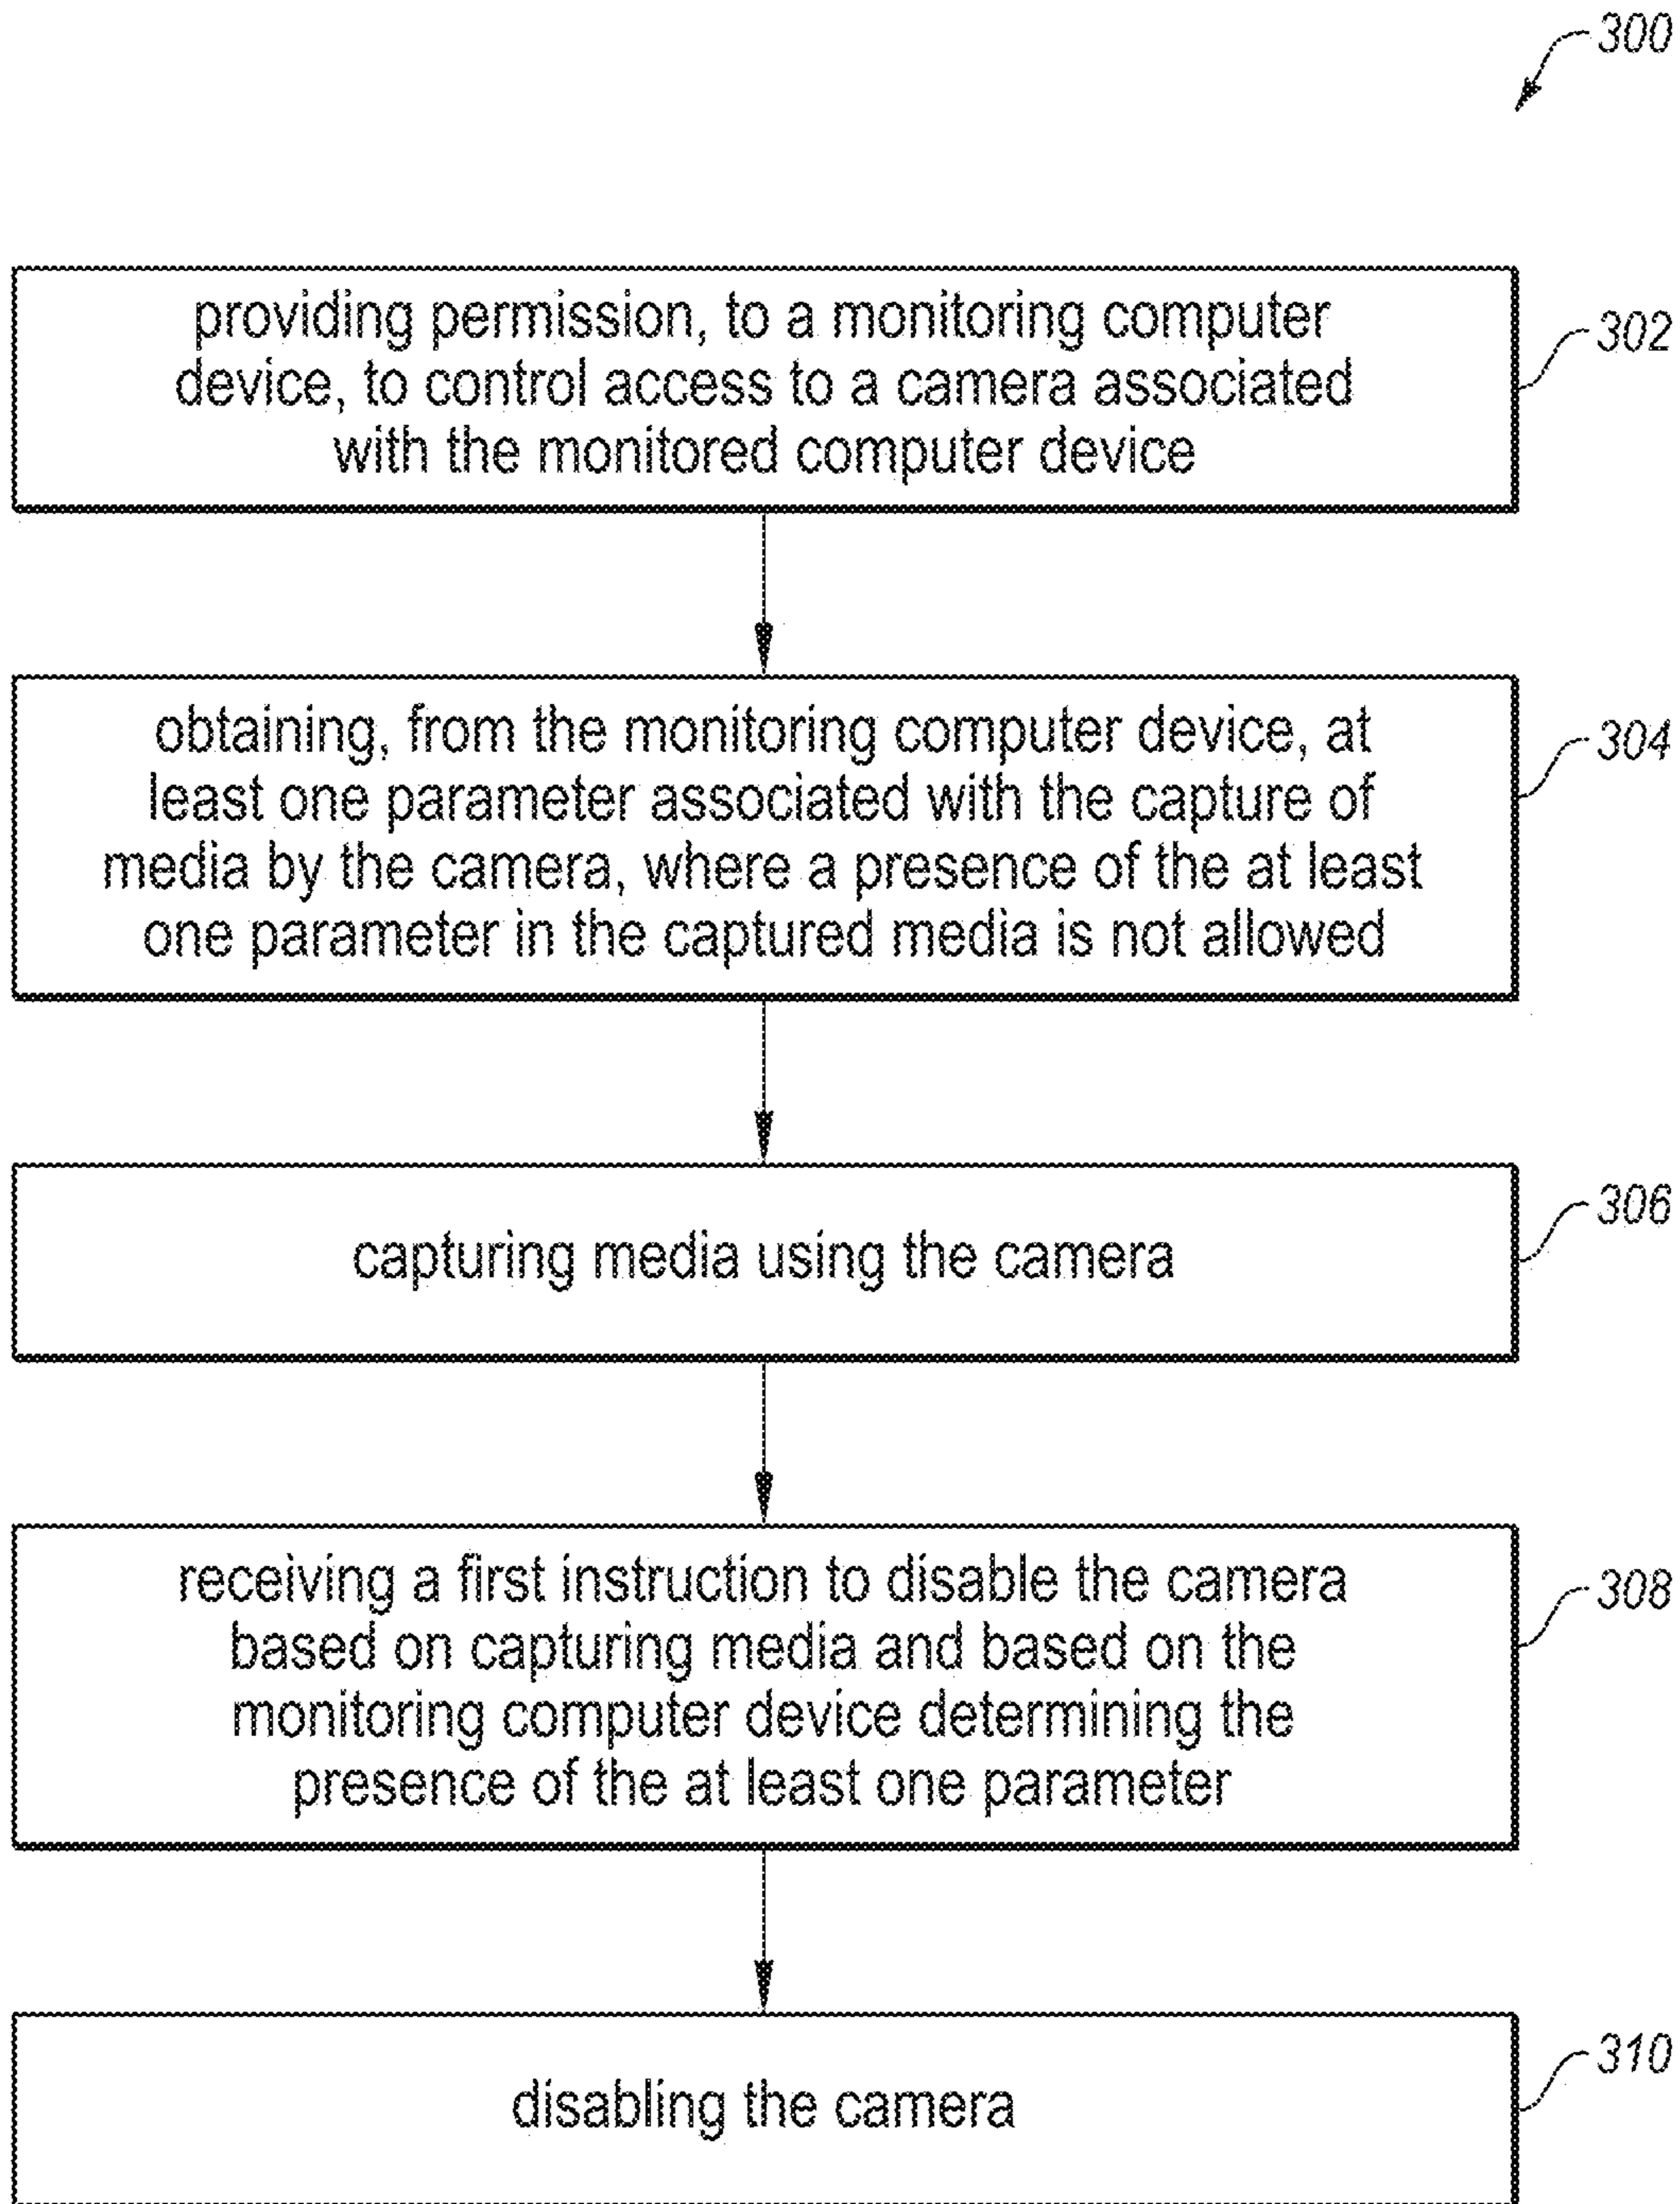 300
providing permission, to a monitoring computer
device, to control access to a camera associated
with the monitored computer device
302
obtaining, from the monitoring computer device, at
least one parameter associated with the capture of
media by the camera, where a presence of the at least
one parameter in the captured media is not allowed
304
capturing media using the camera
306
receiving a first instruction to disable the camera
based on capturing media and based on the
monitoring computer device determining the
presence of the at least one parameter
308
disabling the camera
310